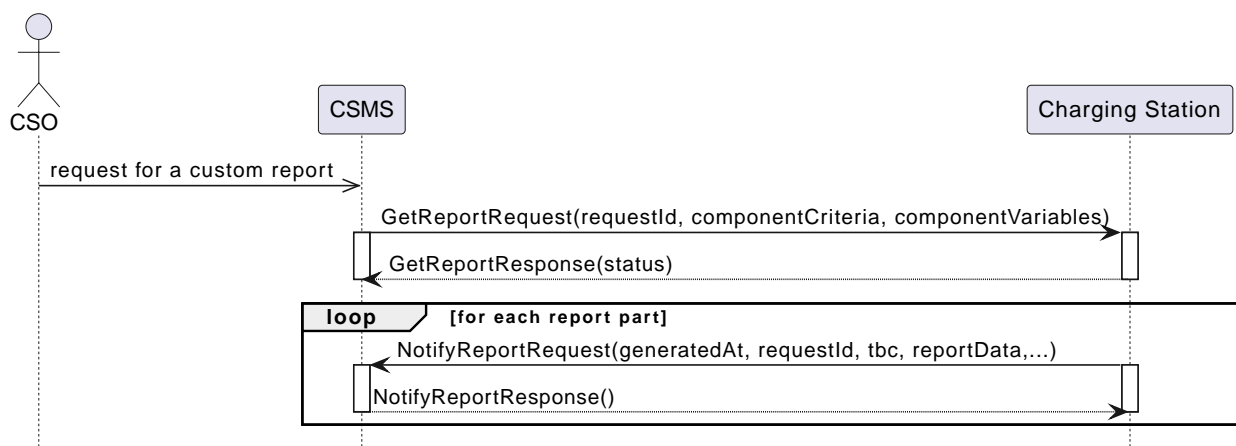 CSO
CSMS
Charging Station
request for a custom report
GetReportRequest(requestId, componentCriteria, componentVariables)
GetReportResponse(status)
loop [for each report part]
NotifyReportRequest(generatedAt, requestId, tbc, reportData,...)
NotifyReportResponse()